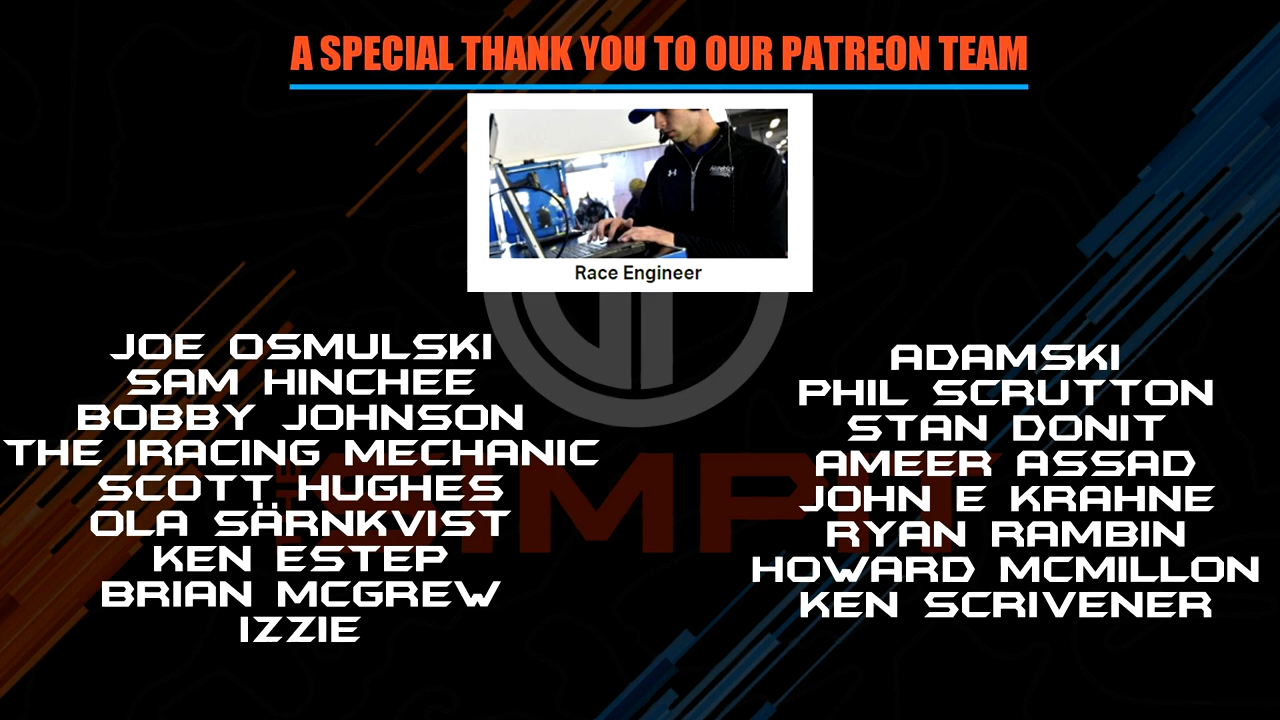 A SPECIAL THANK YOU TO OUR PATREON TEAM
Race Engineer
JOE OSMULSKI
SAM HINCHEE
BOBBY JOHNSON
THE IRACING MECHANIC
SCOTT HUGHES
OLA SÄRNKVIST
KEN ESTEP
BRIAN MCGREW
IZZIE
ADAMSKI
PHIL SCRUTTON
STAN DONIT
AMEER ASSAD
JOHN E KRAHNE
RYAN RAMBIN
HOWARD MCMILLON
KEN SCRIVENER
THE SIMPIT